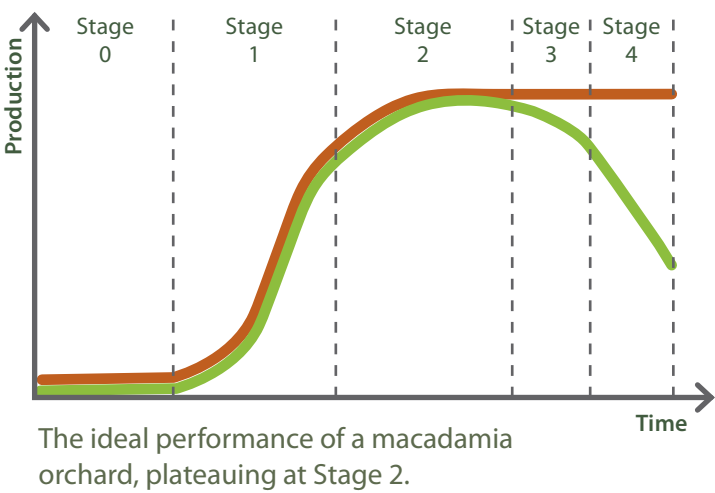 Stage
0
Stage
1
Stage
2
Stage
3
Stage
4
Production
Time
The ideal performance of a macadamia
orchard, plateauing at Stage 2.